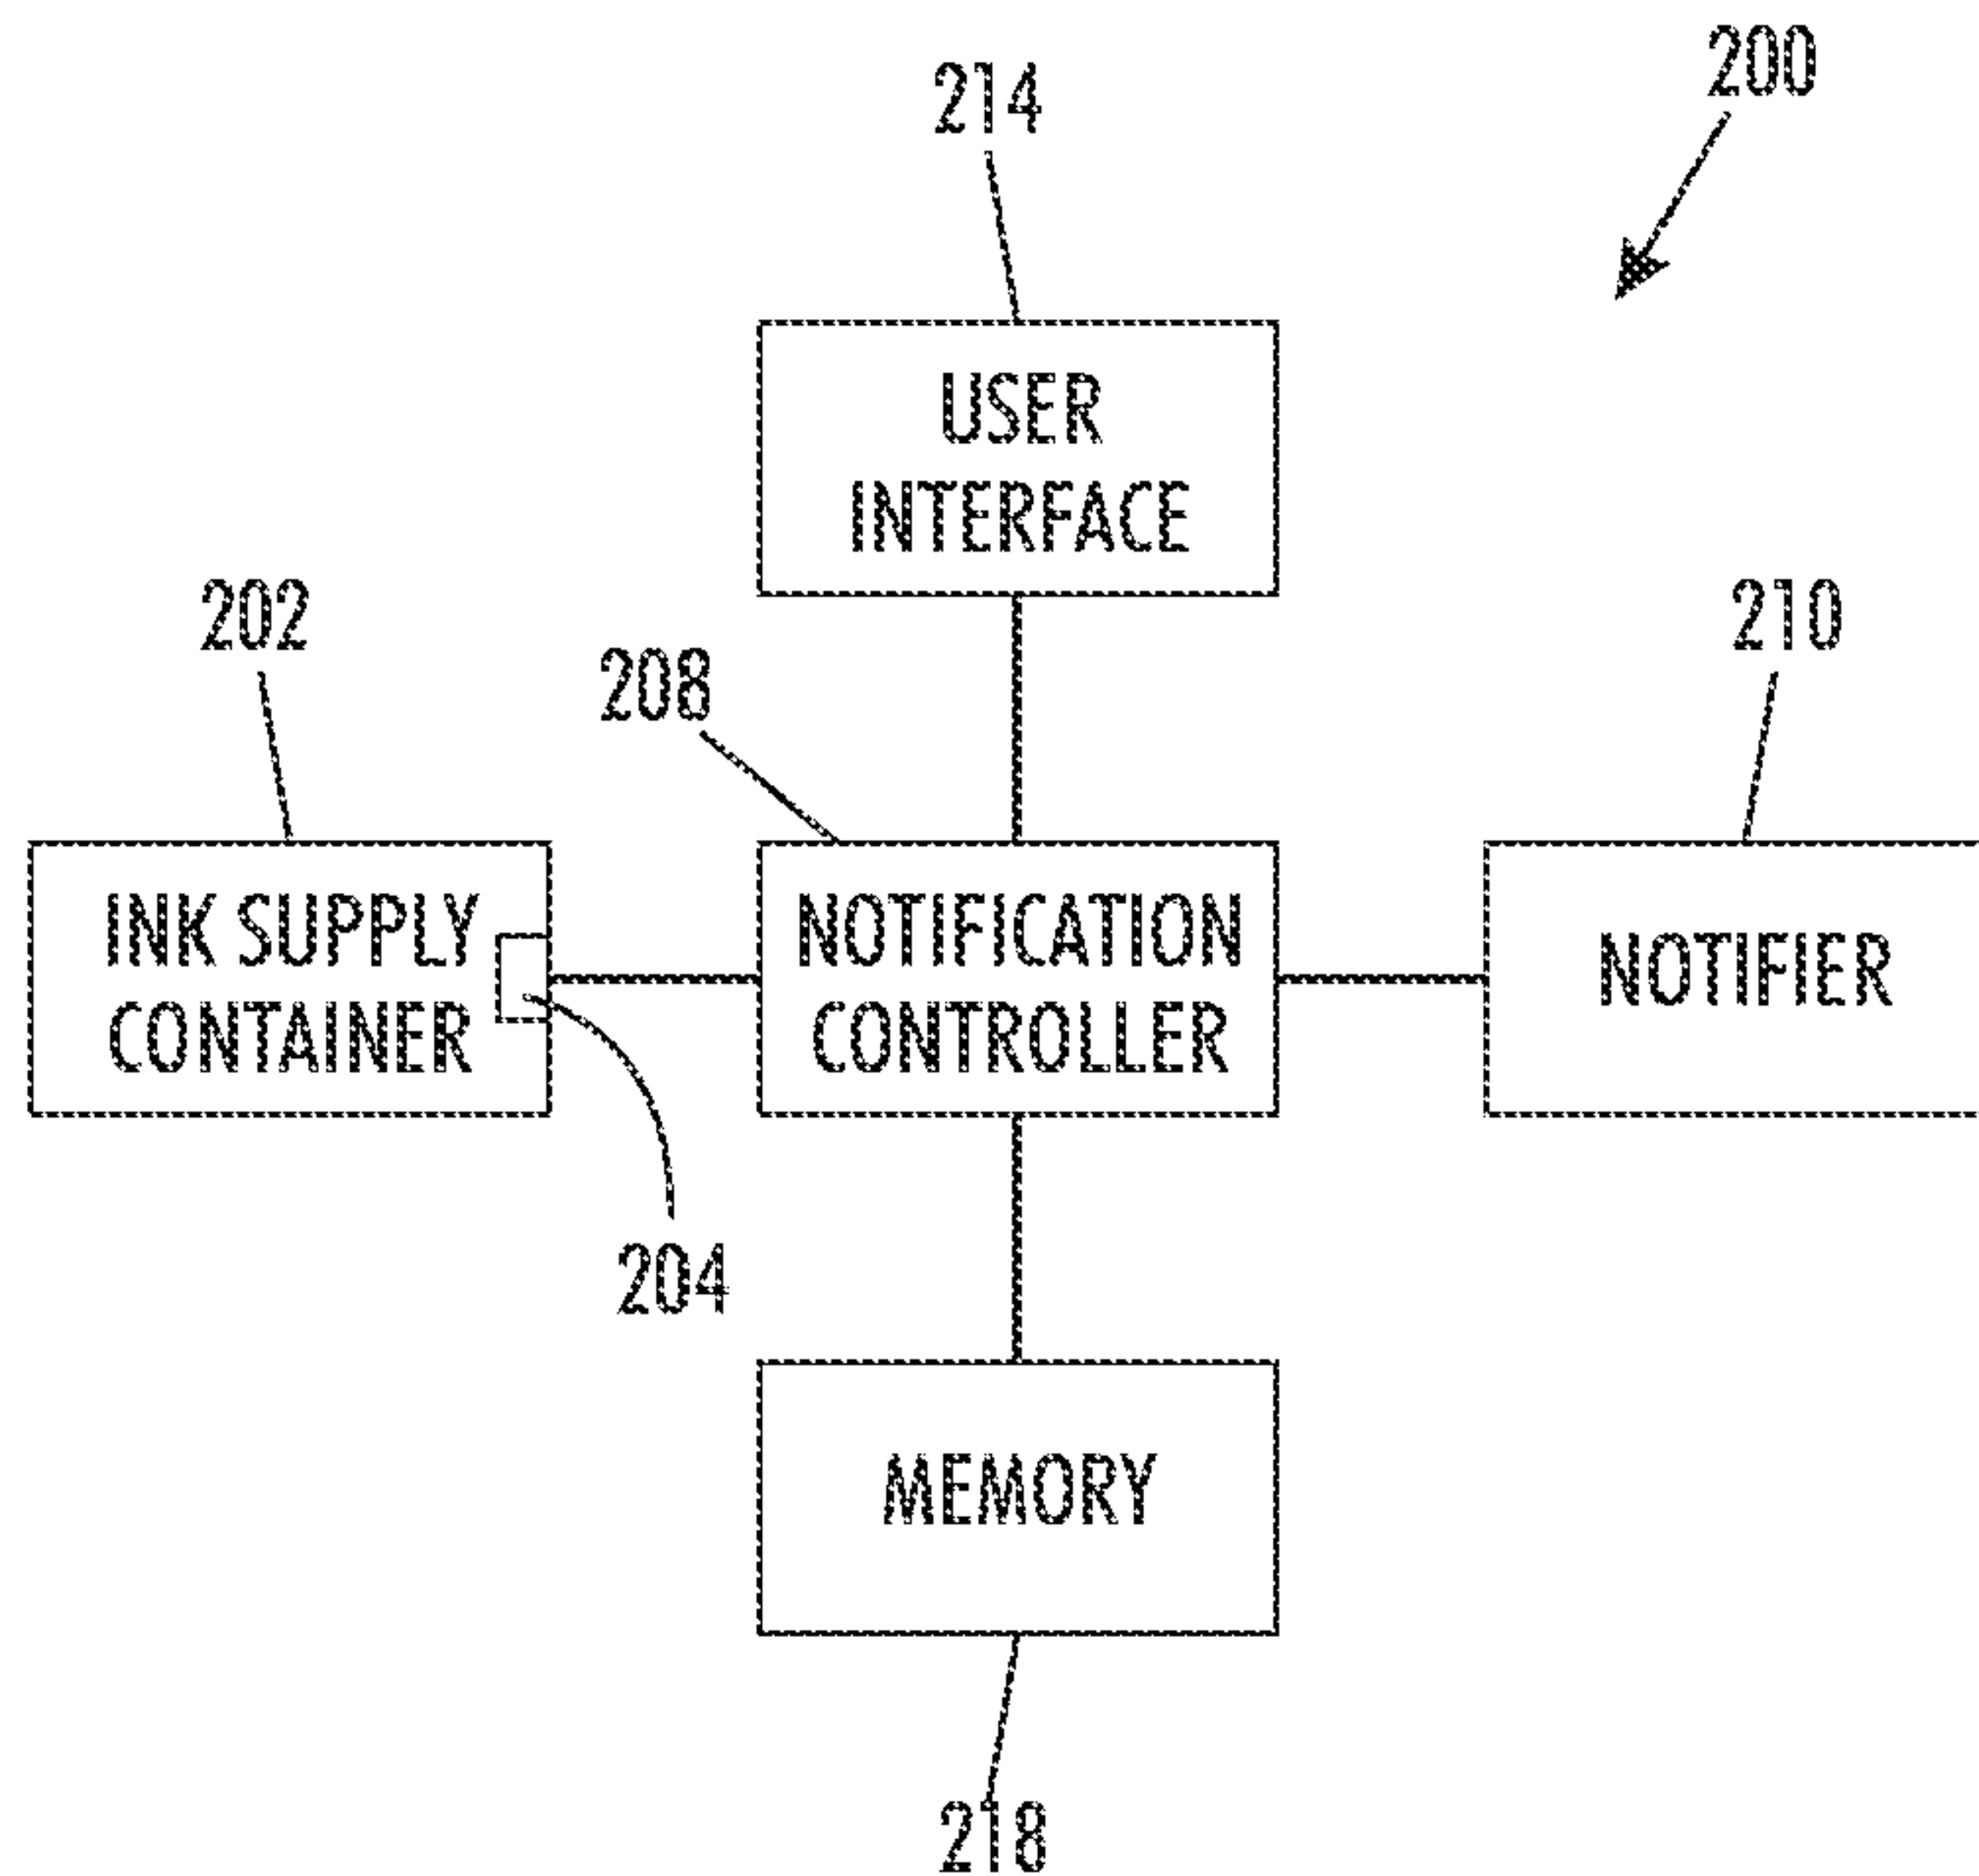 200
214
USER
INTERFACE
202
208
210
INK SUPPLY
CONTAINER
NOTIFICATION
CONTROLLER
NOTIFIER
204
MEMORY
218